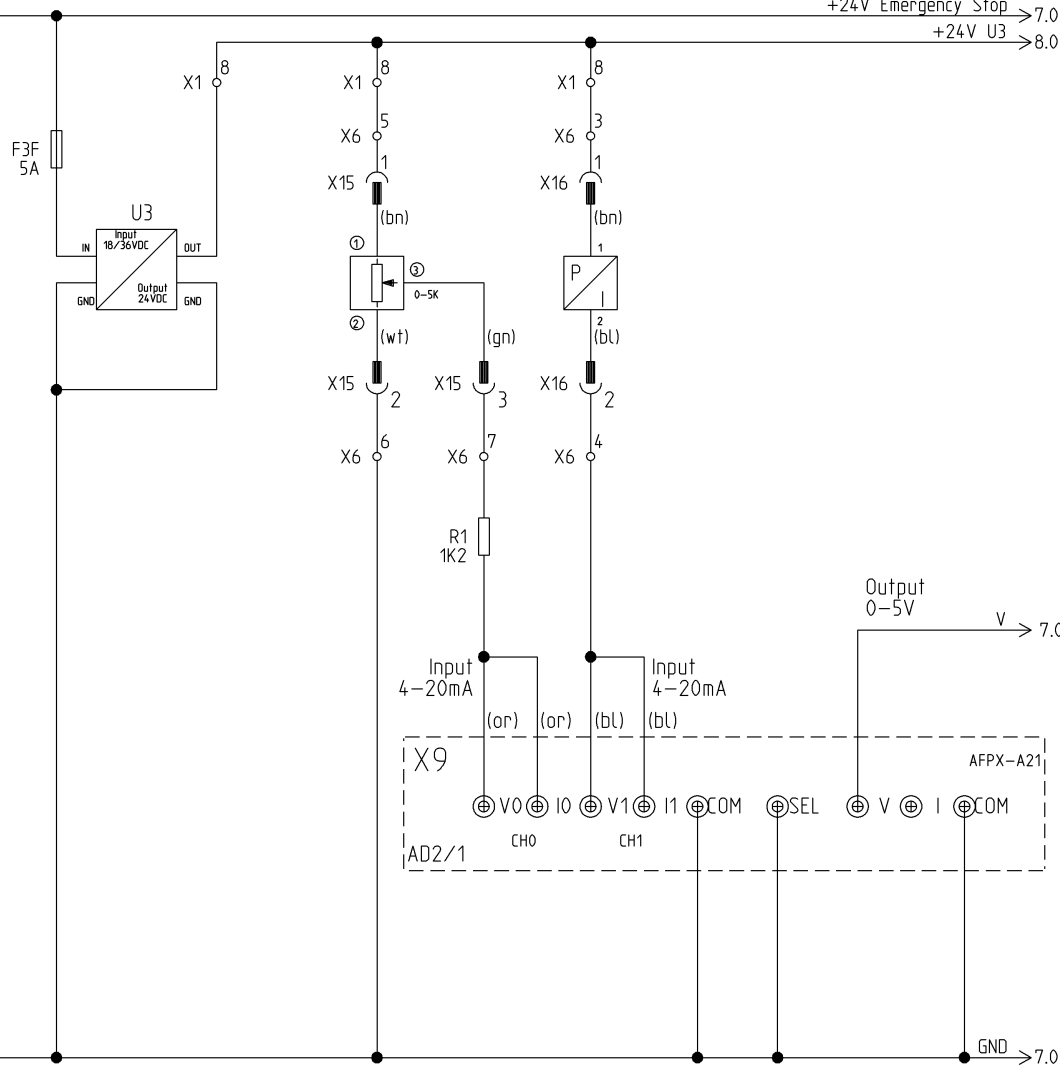 +24V Emergency Stop
7.0
+24V U3
8.0
8
X1
8
X1
8
X1
5
X6
3
X6
F3F
5A
1
X15
1
X16
(bn)
(bn)
U3
Input
18/36VDC
IN
OUT
Output
24VDC
GND
GND
1
3
0-5K
2
1
P
I
2
(wt)
(gn)
(bl)
X15
2
X15
3
X16
2
6
X6
7
X6
4
X6
R1
1K2
Output
0-5V
V
7.0
Input
4-20mA
Input
4-20mA
(or)
(or)
(bl)
(bl)
X9
AFPX-A21
V0
I0
V1
I1
COM
SEL
V
I
COM
CH0
CH1
AD2/1
GND
7.0